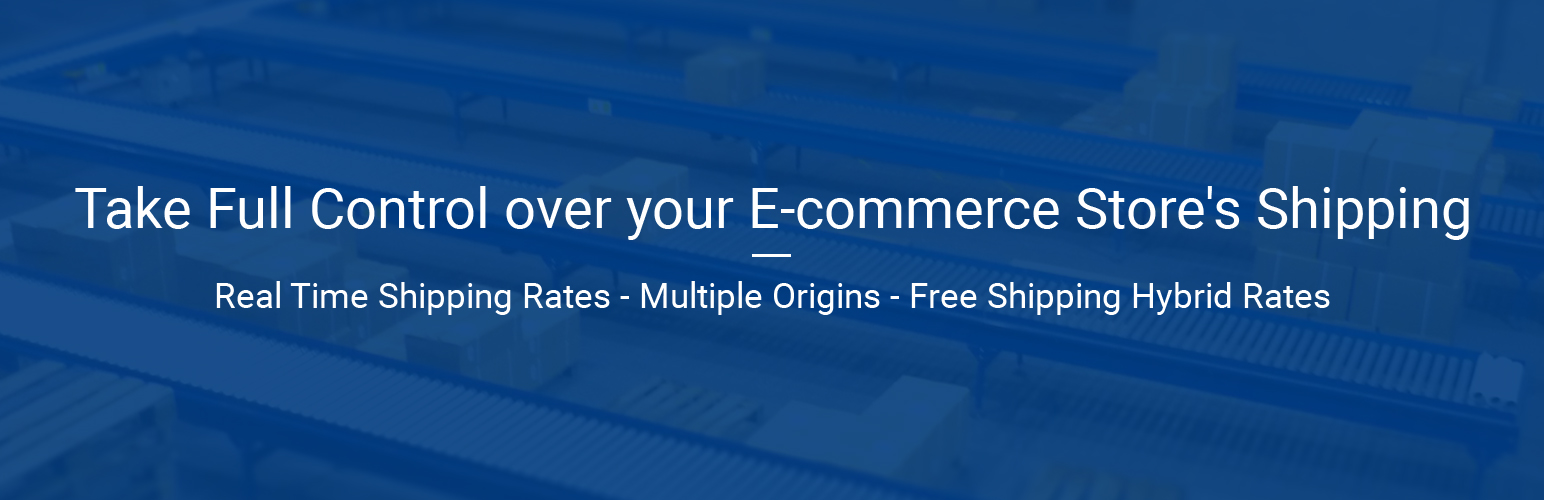 Take Full Control over your E-commerce Store's Shipping
Real Time Shipping Rates - Multiple Origins - Free Shipping Hybrid Rates